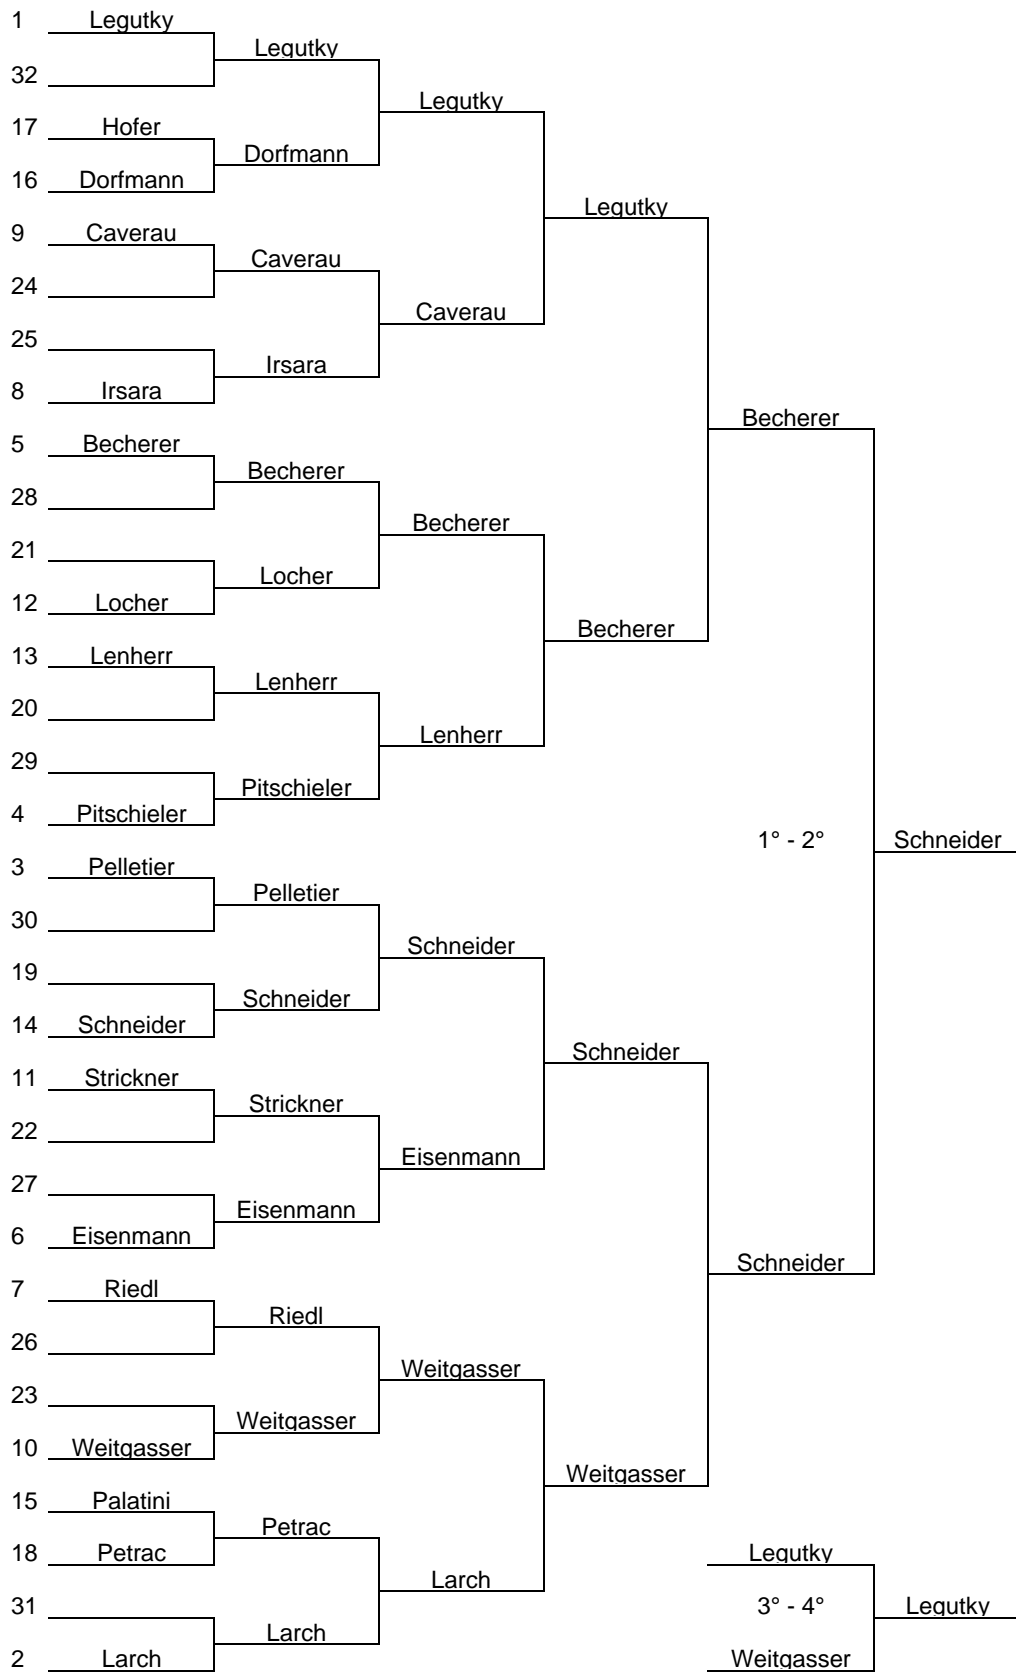 1 Legutky
Legutky
32
Legutky
17 Hofer
Dorfmann
16 Dorfmann
Legutky
9 Caverau
Caverau
24
Caverau
25
Irsara
8 Irsara
Becherer
5 Becherer
Becherer
28
Becherer
21
Locher
12 Locher
Becherer
13 Lenherr
Lenherr
20
Lenherr
29
Pitschieler
4 Pitschieler
1° - 2° Schneider
3 Pelletier
Pelletier
30
Schneider
19
Schneider
14 Schneider
Schneider
11 Strickner
Strickner
22
Eisenmann
27
Eisenmann
6 Eisenmann
Schneider
7 Riedl
Riedl
26
Weitgasser
23
Weitgasser
10 Weitgasser
Weitgasser
15 Palatini
Petrac
18 Petrac Legutky
Larch
31 3° - 4° Legutky
Larch
2 Larch Weitgasser